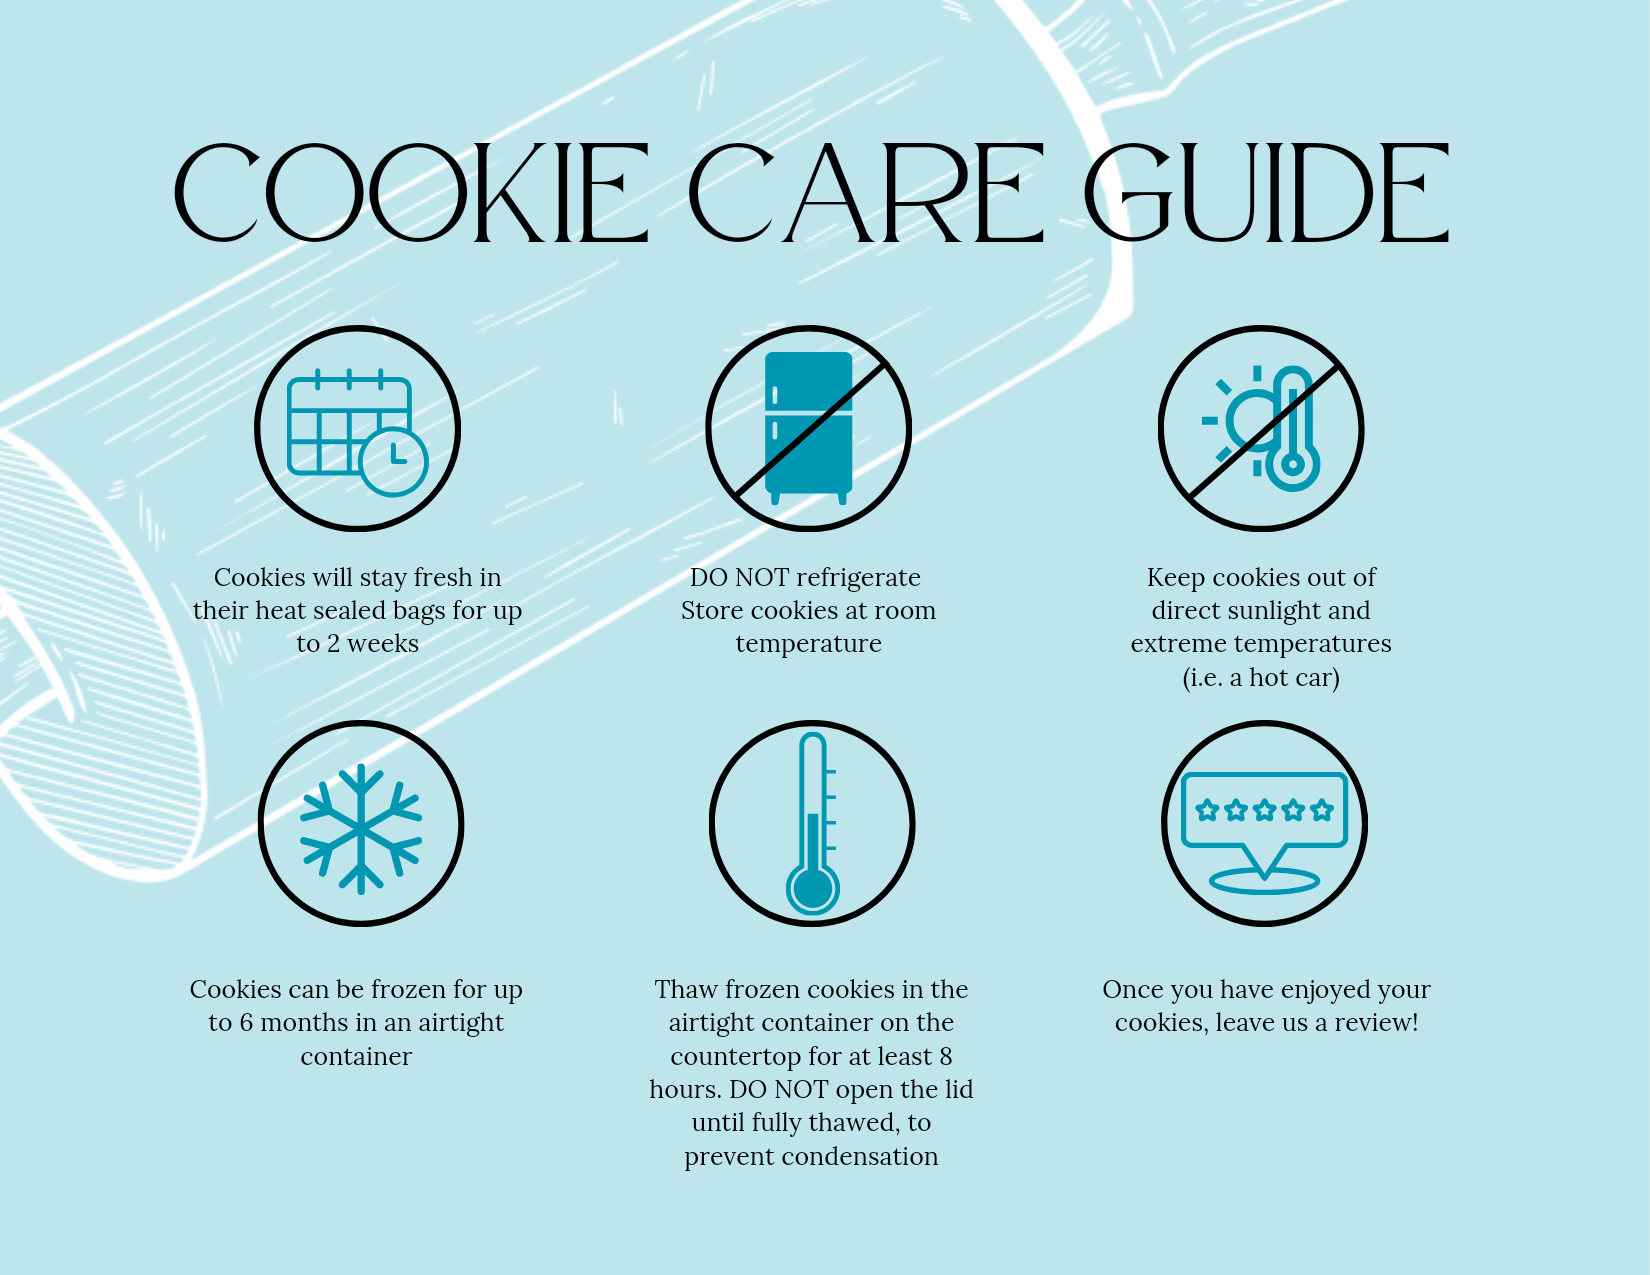 COOKIE CARE GUIDE
Cookies will stay fresh in
their heat sealed bags for up
to 2 weeks
DO NOT refrigerate
Store cookies at room
temperature
Keep cookies out of
direct sunlight and
extreme temperatures
(i.e. a hot car)
Cookies can be frozen for up
to 6 months in an airtight
container
Thaw frozen cookies in the
airtight container on the
countertop for at least 8
hours. DO NOT open the lid
until fully thawed, to
prevent condensation
Once you have enjoyed your
cookies, leave us a review!